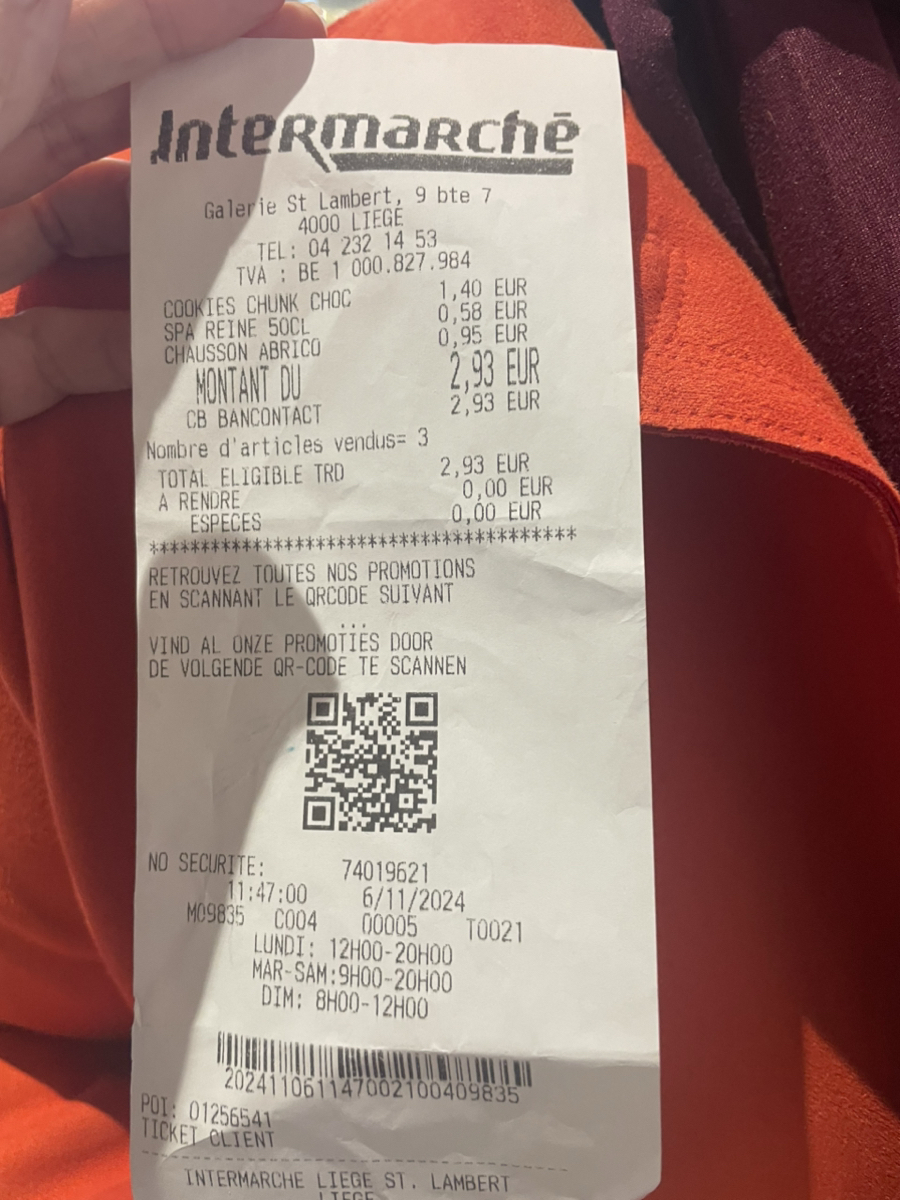 Intermarchē
Galerie St Lambert, 9 bte 7
4000 LIEGE
TEL: 04 232 14 53
TVA : BE 1 000.827.984
COOKIES CHUNK CHOC 1,40 EUR
SPA REINE 50CL 0,58 EUR
CHAUSSON ABRICO 0,95 EUR
MONTANT DU 2,93 EUR
CB BANCONTACT 2,93 EUR
Nombre d'articles vendus= 3
TOTAL ELIGIBLE TRD 2,93 EUR
A RENDRE 0,00 EUR
ESPECES 0,00 EUR
*****************************************
RETROUVEZ TOUTES NOS PROMOTIONS
EN SCANNANT LE QRCODE SUIVANT
...
VIND AL ONZE PROMOTIES DOOR
DE VOLGENDE QR-CODE TE SCANNEN
NO SECURITE: 74019621
11:47:00 6/11/2024
M09835 C004 00005 T0021
LUNDI: 12H00-20H00
MAR-SAM:9H00-20H00
DIM: 8H00-12H00
202411061147002100409835
POI: 01256541
TICKET CLIENT
INTERMARCHE LIEGE ST. LAMBERT
LIEGE